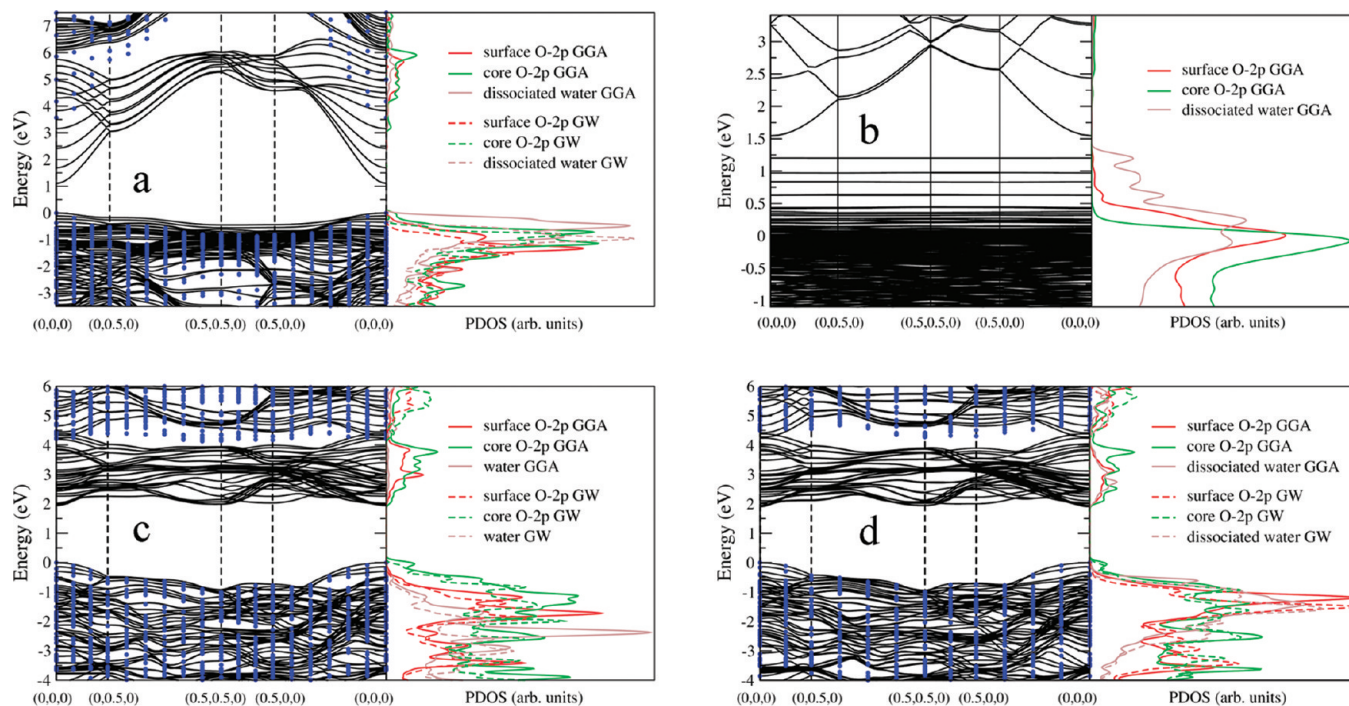 7.5
7
6
5
4
3
2
1
0
-1
-2
-3
Energy (eV)
a
(0,0,0)
(0,0.5,0)
(0.5,0.5,0)
(0.5,0,0)
(0,0,0)
surface O-2p GGA
core O-2p GGA
dissociated water GGA
surface O-2p GW
core O-2p GW
dissociated water GW
PDOS (arb. units)
3
2.5
2
1.5
1
0.5
0
-0.5
-1
Energy (eV)
b
(0,0,0)
(0,0.5,0)
(0.5,0.5,0)
(0.5,0,0)
(0,0,0)
surface O-2p GGA
core O-2p GGA
dissociated water GGA
PDOS (arb. units)
6
5
4
3
2
1
0
-1
-2
-3
-4
Energy (eV)
c
(0,0,0)
(0,0.5,0)
(0.5,0.5,0)
(0.5,0,0)
(0,0,0)
surface O-2p GGA
core O-2p GGA
water GGA
surface O-2p GW
core O-2p GW
water GW
PDOS (arb. units)
6
5
4
3
2
1
0
-1
-2
-3
-4
Energy (eV)
d
(0,0,0)
(0,0.5,0)
(0.5,0.5,0)
(0.5,0,0)
(0,0,0)
surface O-2p GGA
core O-2p GGA
dissociated water GGA
surface O-2p GW
core O-2p GW
dissociated water GW
PDOS (arb. units)